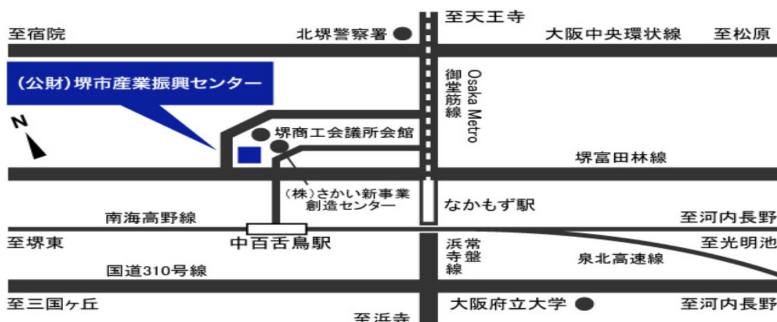 至天王寺
至宿院
北堺警察署
大阪中央環状線
至松原
(公財)堺市産業振興センター
御堂筋線
Osaka Metro
N
堺商工会議所会館
堺富田林線
(株)さかい新事業
創造センター
なかもず駅
南海高野線
至河内長野
至堺東
中百舌鳥駅
常盤
浜寺線
至光明池
国道310号線
泉北高速線
至三国ヶ丘
大阪府立大学
至河内長野
至浜寺